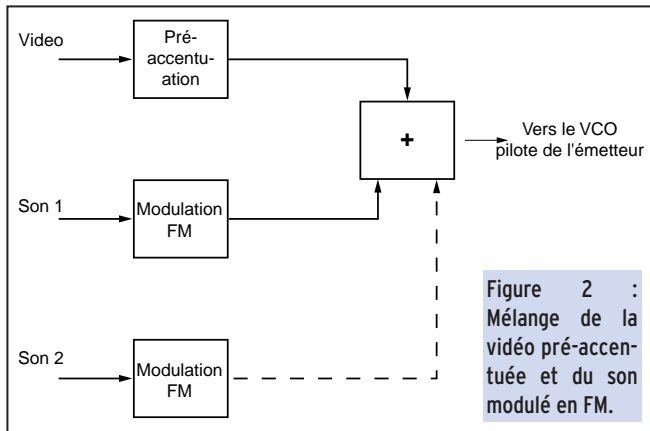 Video
Pré-
accentu-
ation
+
Vers le VCO
pilote de l'émetteur
Son 1
Modulation
FM
Son 2
Modulation
FM
Figure 2 :
Mélange de la
vidéo pré-accen-
tuée et du son
modulé en FM.